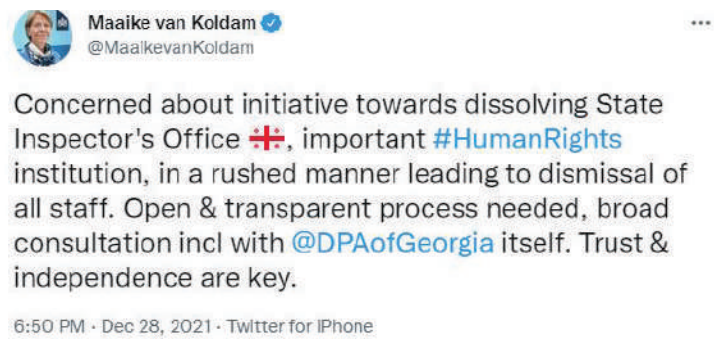 Maaike van Koldam
@MaaikevanKoldam
Concerned about initiative towards dissolving State
Inspector's Office 🇬🇪, important #HumanRights
institution, in a rushed manner leading to dismissal of
all staff. Open & transparent process needed, broad
consultation incl with @DPAofGeorgia itself. Trust &
independence are key.
6:50 PM · Dec 28, 2021 · Twitter for iPhone